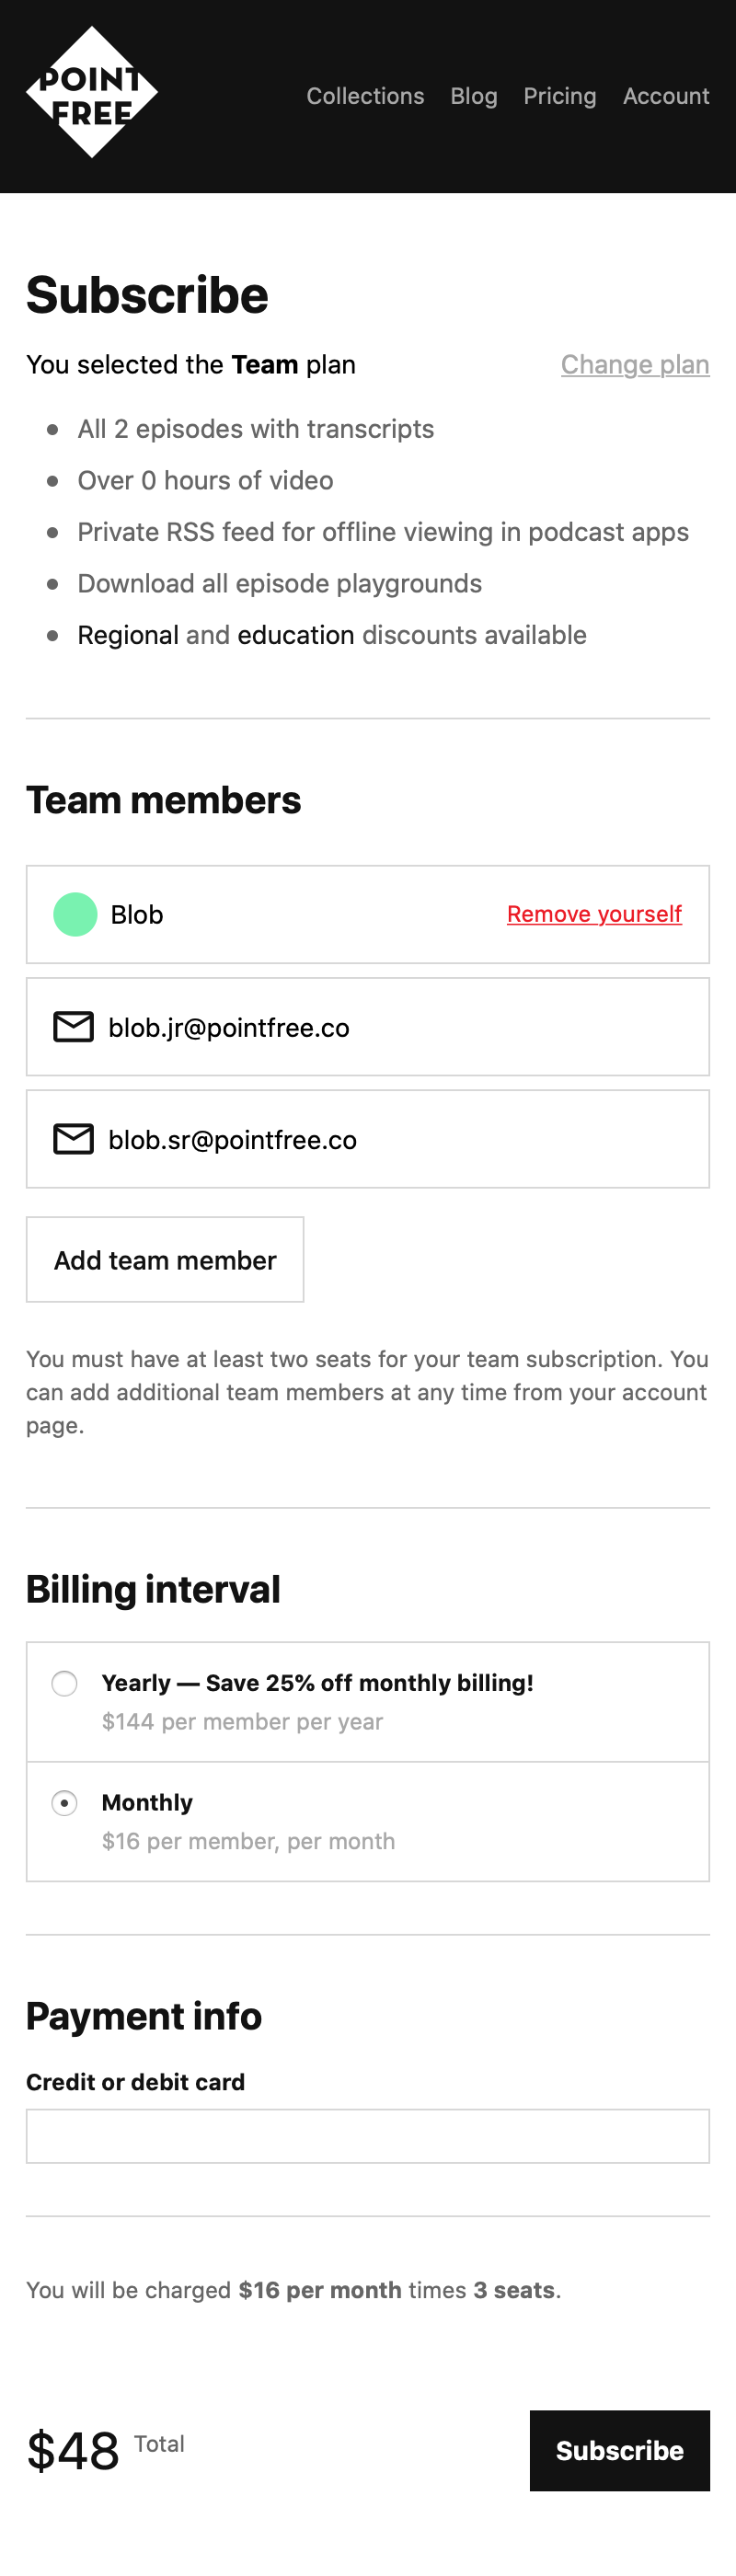 POINT
FREE
Collections Blog Pricing Account
Subscribe
You selected the Team plan Change plan
All 2 episodes with transcripts
Over 0 hours of video
Private RSS feed for offline viewing in podcast apps
Download all episode playgrounds
Regional and education discounts available
Team members
Blob Remove yourself
blob.jr@pointfree.co
blob.sr@pointfree.co
Add team member
You must have at least two seats for your team subscription. You
can add additional team members at any time from your account
page.
Billing interval
Yearly — Save 25% off monthly billing!
$144 per member per year
Monthly
$16 per member, per month
Payment info
Credit or debit card
You will be charged $16 per month times 3 seats.
$48 Total Subscribe